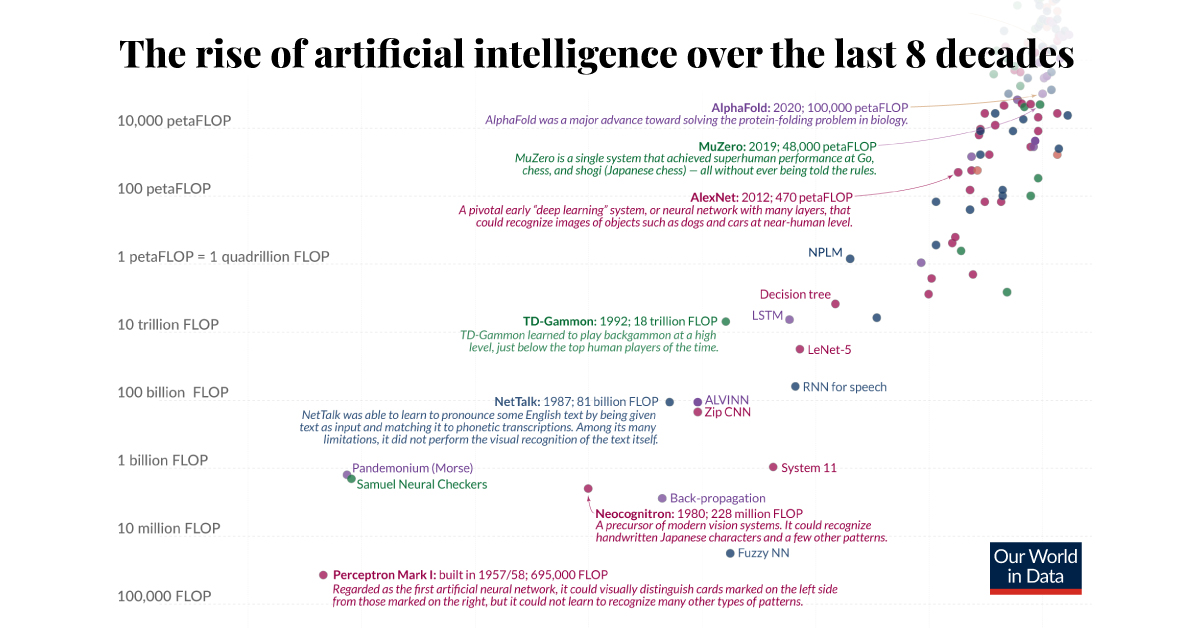 The rise of artificial intelligence over the last 8 decades
AlphaFold: 2020; 100,000 petaFLOP
AlphaFold was a major advance toward solving the protein-folding problem in biology.
10,000 petaFLOP
MuZero: 2019; 48,000 petaFLOP
MuZero is a single system that achieved superhuman performance at Go,
chess, and shogi (Japanese chess) — all without ever being told the rules.
100 petaFLOP
AlexNet: 2012; 470 petaFLOP
A pivotal early “deep learning” system, or neural network with many layers, that
could recognize images of objects such as dogs and cars at near-human level.
1 petaFLOP = 1 quadrillion FLOP
NPLM
Decision tree
LSTM
10 trillion FLOP
TD-Gammon: 1992; 18 trillion FLOP
TD-Gammon learned to play backgammon at a high
level, just below the top human players of the time.
LeNet-5
RNN for speech
100 billion FLOP
NetTalk: 1987; 81 billion FLOP
NetTalk was able to learn to pronounce some English text by being given
text as input and matching it to phonetic transcriptions. Among its many
limitations, it did not perform the visual recognition of the text itself.
ALVINN
Zip CNN
1 billion FLOP
Pandemonium (Morse)
Samuel Neural Checkers
System 11
Back-propagation
Neocognitron: 1980; 228 million FLOP
A precursor of modern vision systems. It could recognize
handwritten Japanese characters and a few other patterns.
10 million FLOP
Fuzzy NN
Perceptron Mark I: built in 1957/58; 695,000 FLOP
Regarded as the first artificial neural network, it could visually distinguish cards marked on the left side
from those marked on the right, but it could not learn to recognize many other types of patterns.
100,000 FLOP
Our World
in Data